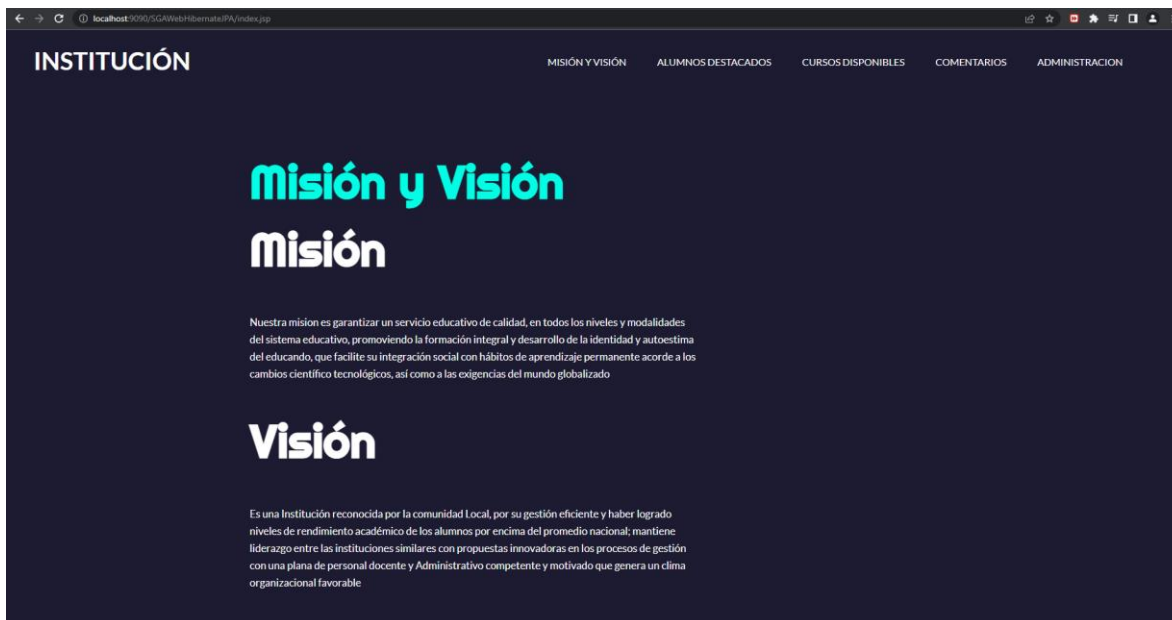 localhost:9090/SGAWebHibernateJPA/index.jsp
INSTITUCIÓN
MISIÓN Y VISIÓN ALUMNOS DESTACADOS CURSOS DISPONIBLES COMENTARIOS ADMINISTRACION
Misión y Visión
Misión
Nuestra mision es garantizar un servicio educativo de calidad, en todos los niveles y modalidades
del sistema educativo, promoviendo la formación integral y desarrollo de la identidad y autoestima
del educando, que facilite su integración social con hábitos de aprendizaje permanente acorde a los
cambios científico tecnológicos, así como a las exigencias del mundo globalizado
Visión
Es una Institución reconocida por la comunidad Local, por su gestión eficiente y haber logrado
niveles de rendimiento académico de los alumnos por encima del promedio nacional; mantiene
liderazgo entre las instituciones similares con propuestas innovadoras en los procesos de gestión
con una plana de personal docente y Administrativo competente y motivado que genera un clima
organizacional favorable